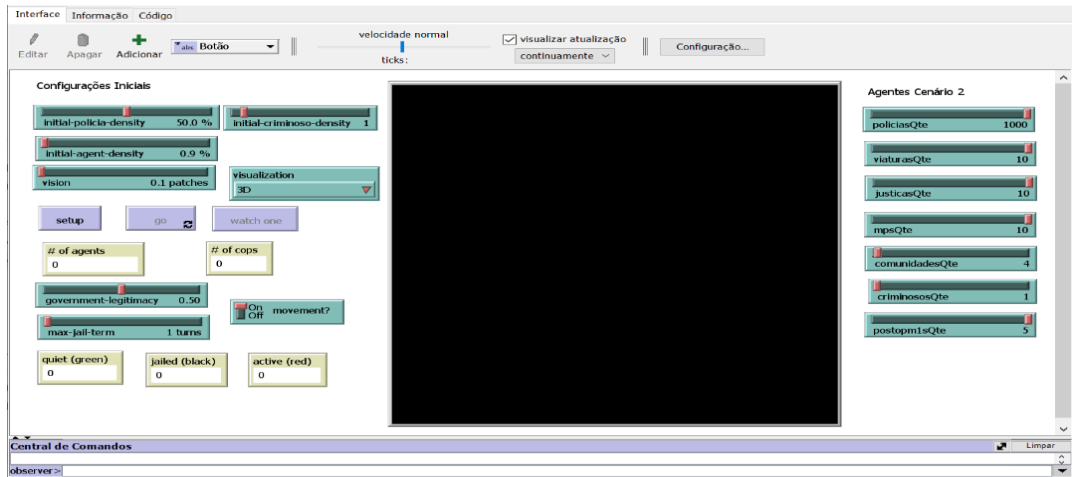 Interface Informação Código
Editar Apagar Adicionar abc Botão velocidade normal ticks: visualizar atualização continuamente Configuração...
Configurações Iniciais
initial-policia-density 50.0 % initial-criminoso-density 1
initial-agent-density 0.9 %
vision 0.1 patches
visualization
3D
setup go watch one
# of agents
0
# of cops
0
government-legitimacy 0.50
On
Off movement?
max-jail-term 1 turns
quiet (green)
0
jailed (black)
0
active (red)
0
Agentes Cenário 2
policiasQte 1000
viaturasQte 10
justicasQte 10
mpsQte 10
comunidadesQte 4
criminososQte 1
postopm1sQte 5
Central de Comandos Limpar
observer>